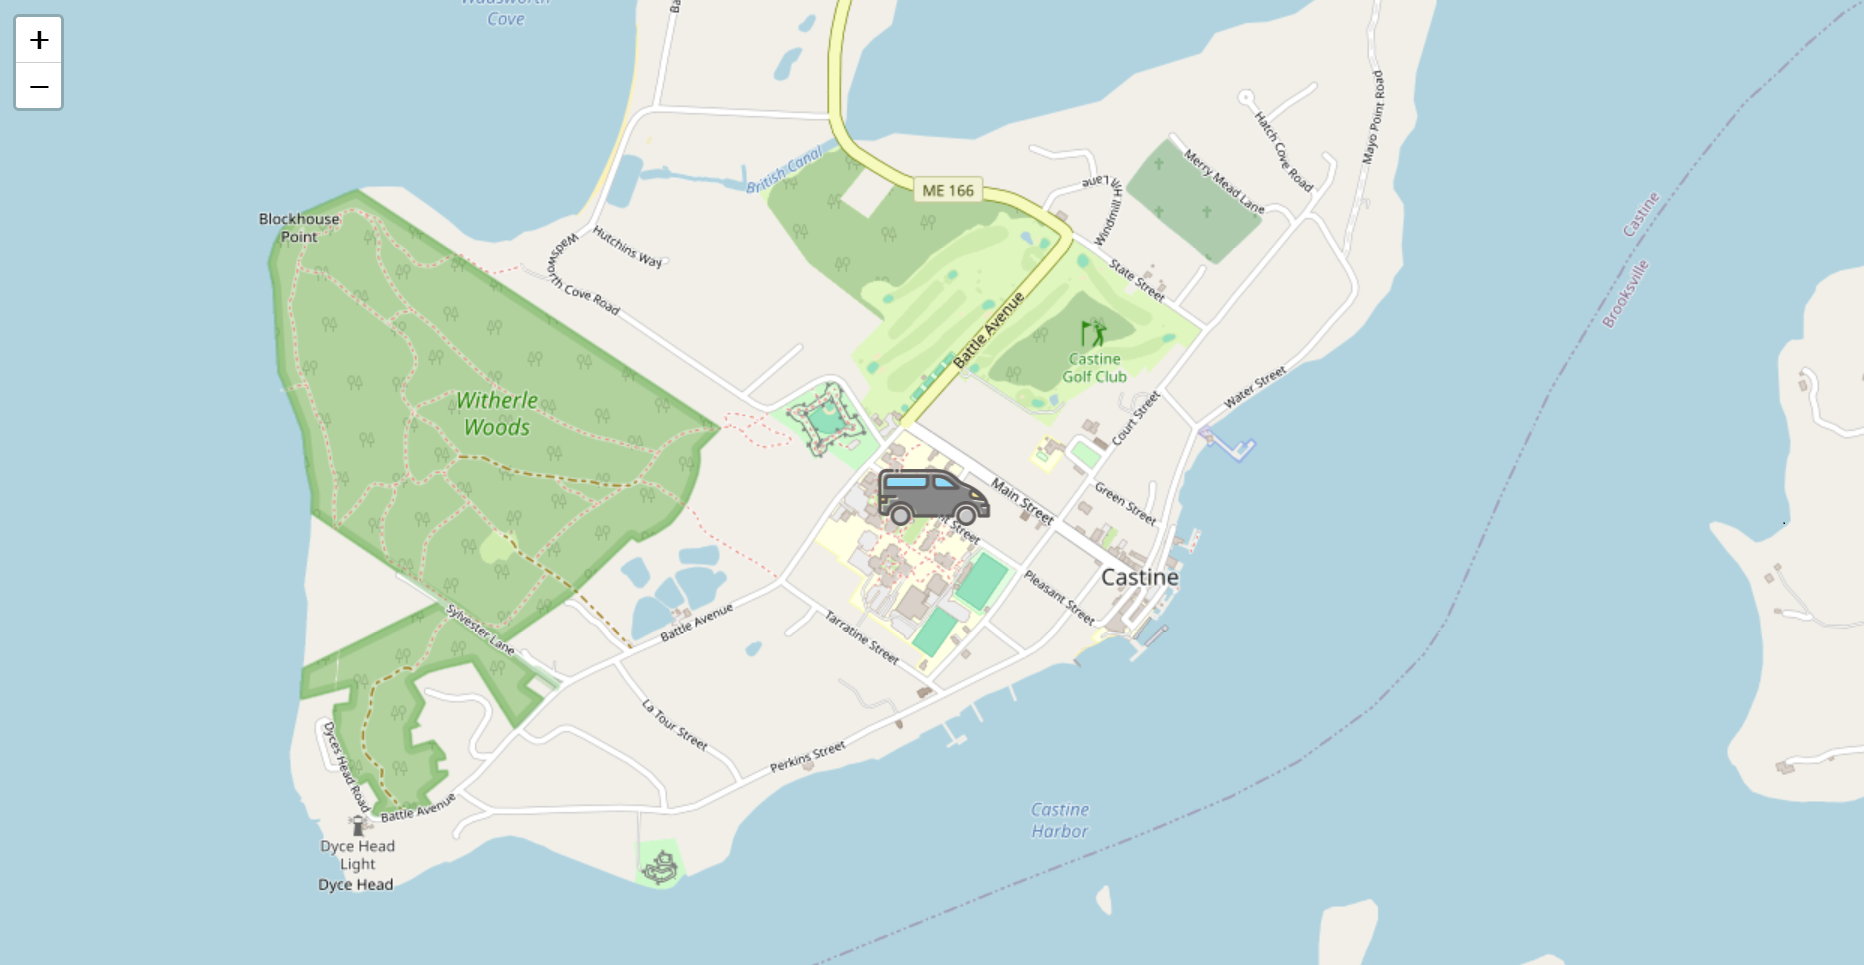 +
−
Wadsworth
Cove
British Canal
ME 166
Hatch Cove Road
Mayo Point Road
Merry Mead Lane
Windmill Hill Lane
State Street
Castine
Brooksville
Blockhouse
Point
Hutchins Way
Wadsworth Cove Road
Battle Avenue
Castine
Golf Club
Witherle
Woods
Court Street
Water Street
Main Street
Green Street
Street
Castine
Pleasant Street
Tarratine Street
Battle Avenue
Sylvester Lane
La Tour Street
Perkins Street
Dyces Head Road
Battle Avenue
Dyce Head
Light
Dyce Head
Castine
Harbor